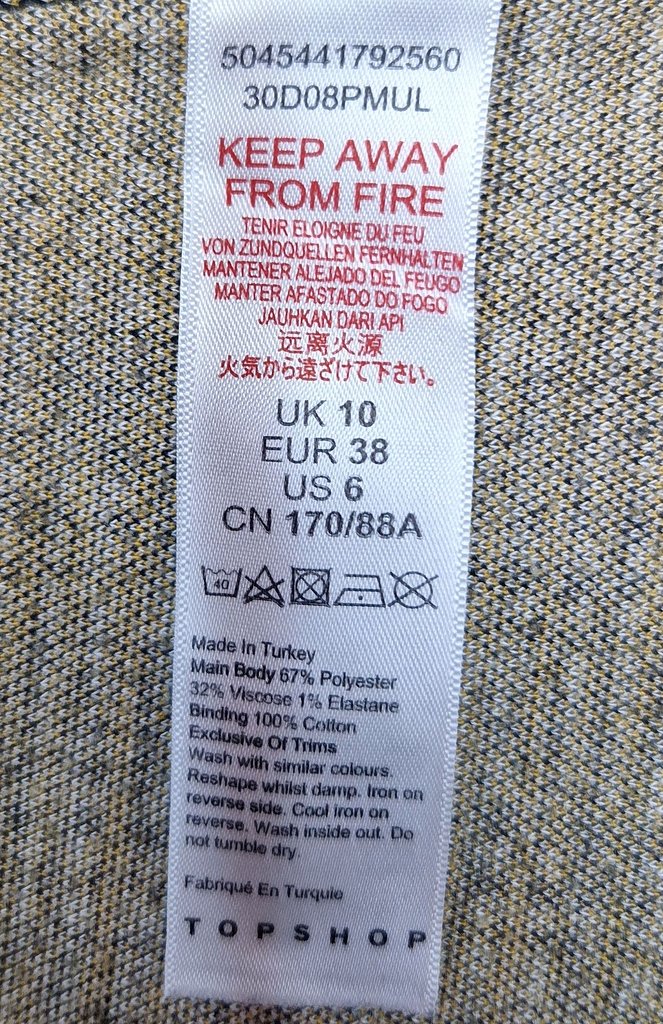 5045441792560
30D08PMUL
KEEP AWAY
FROM FIRE
TENIR ELOIGNE DU FEU
VON ZUNDQUELLEN FERNHALTEN
MANTENER ALEJADO DEL FEUGO
MANTER AFASTADO DO FOGO
JAUHKAN DARI API
远离火源
火気から遠ざけて下さい。
UK 10
EUR 38
US 6
CN 170/88A
40
Made In Turkey
Main Body 67% Polyester
32% Viscose 1% Elastane
Binding 100% Cotton
Exclusive Of Trims
Wash with similar colours.
Reshape whilst damp. Iron on
reverse side. Cool iron on
reverse. Wash inside out. Do
not tumble dry.
Fabriqué En Turquie
TOPSHOP